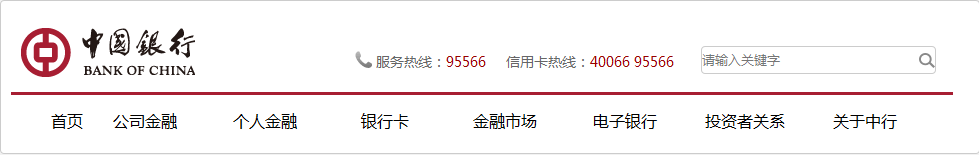 中国银行
BANK OF CHINA
服务热线：95566 信用卡热线：40066 95566 请输入关键字
首页 公司金融 个人金融 银行卡 金融市场 电子银行 投资者关系 关于中行